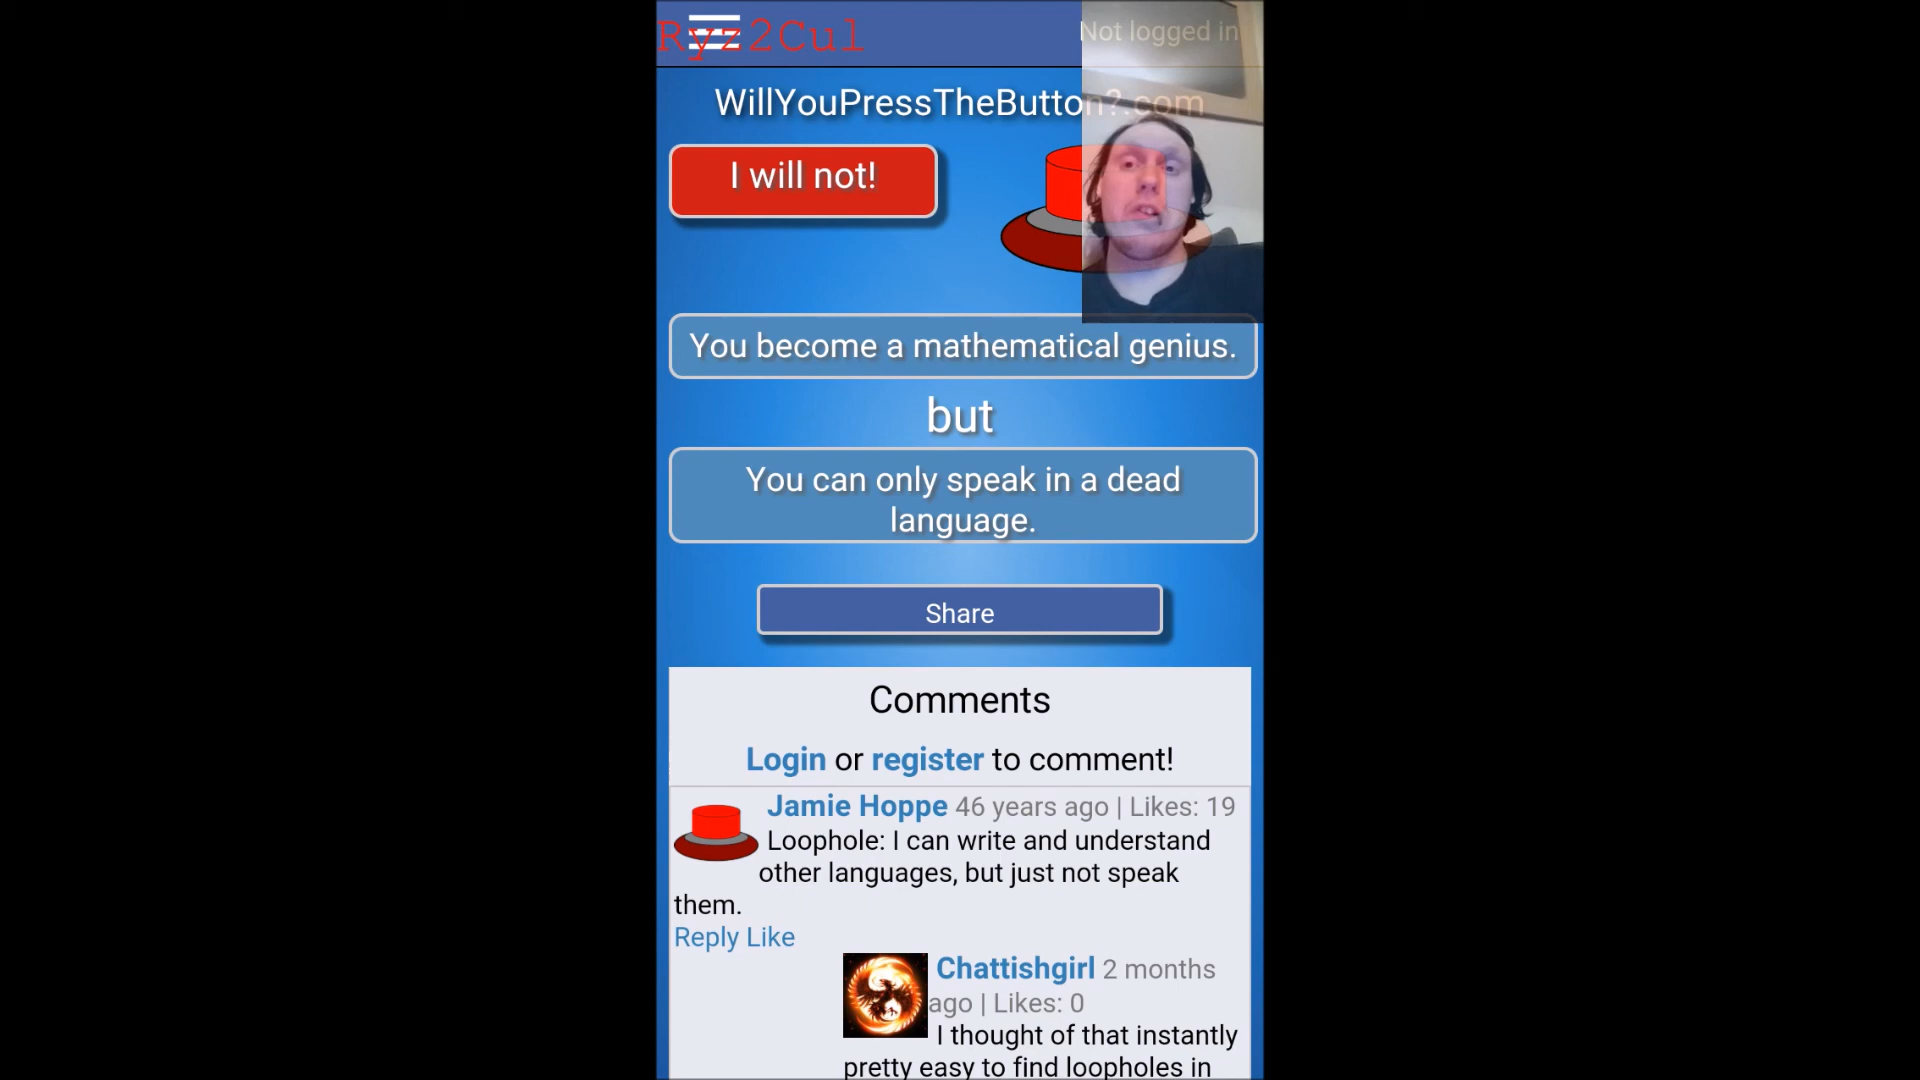 Ryz2Cul
Not logged in
WillYouPressTheButton?.com
I will not!
You become a mathematical genius.
but
You can only speak in a dead
language.
Share
Comments
Login or register to comment!
Jamie Hoppe 46 years ago | Likes: 19
Loophole: I can write and understand
other languages, but just not speak
them.
Reply Like
Chattishgirl 2 months
ago | Likes: 0
I thought of that instantly
pretty easy to find loopholes in